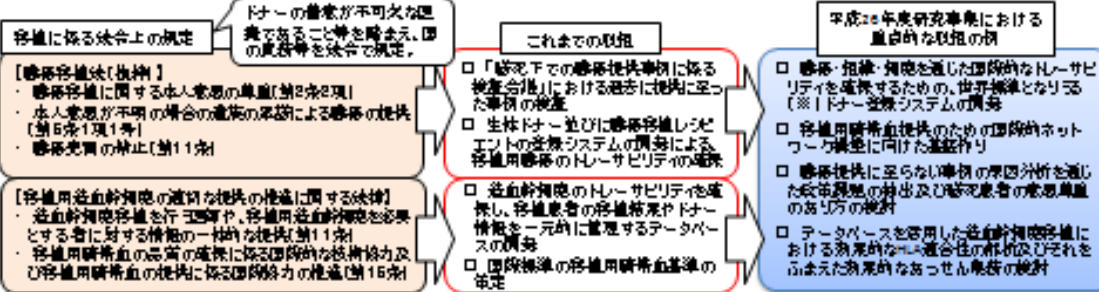 移植に係る法令上の規定
ドナーの善意が不可欠な医
療であること等を踏まえ、国
の責務等を法令で規定。
【臓器移植法(抜粋)】
・ 臓器移植に関する本人意思の尊重(第2条2項)
・ 本人意思が不明の場合の遺族の承諾による臓器の提供
(第6条1項1号)
・ 臓器売買の禁止(第11条)
【移植用造血幹細胞の適切な提供の推進に関する法律】
・ 造血幹細胞移植を行う医師や、移植用造血幹細胞を必要
とする者に対する情報の一体的な提供(第11条)
・ 移植用臍帯血の品質の確保に係る国際的な技術協力及
び移植用臍帯血の提供に係る国際協力の推進(第15条)
これまでの取組
□ 「脳死下での臓器提供事例に係る
検証会議」における過去に提供に至っ
た事例の検証
□ 生体ドナー並びに臓器移植レシピ
エントの登録システムの開発による、
移植用臓器のトレーサビリティの確保
□ 造血幹細胞のトレーサビリティを確
保し、移植患者の移植結果やドナー
情報を一元的に管理するデータベー
スの開発
□ 国際標準の移植用臍帯血基準の
策定
平成26年度研究事業における
重点的な取組の例
□ 臓器・組織・細胞を通じた国際的なトレーサビ
リティを確保するための、世界標準となりうる
(※)ドナー登録システムの開発
□ 移植用臍帯血提供のための国際的ネット
ワーク構築に向けた基盤作り
□ 臓器提供に至らない事例の原因分析を通じ
た政策課題の抽出及び脳死患者の意思尊重
のあり方の検討
□ データベースを活用した造血幹細胞移植に
おける効果的なHLA適合性の解析及びそれを
ふまえた効果的なあっせん業務の検討